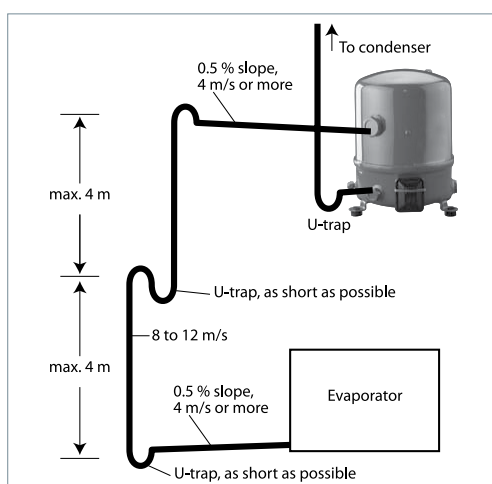 To condenser
0.5 % slope,
4 m/s or more
max. 4 m
U-trap
U-trap, as short as possible
8 to 12 m/s
max. 4 m
0.5 % slope,
4 m/s or more
Evaporator
U-trap, as short as possible